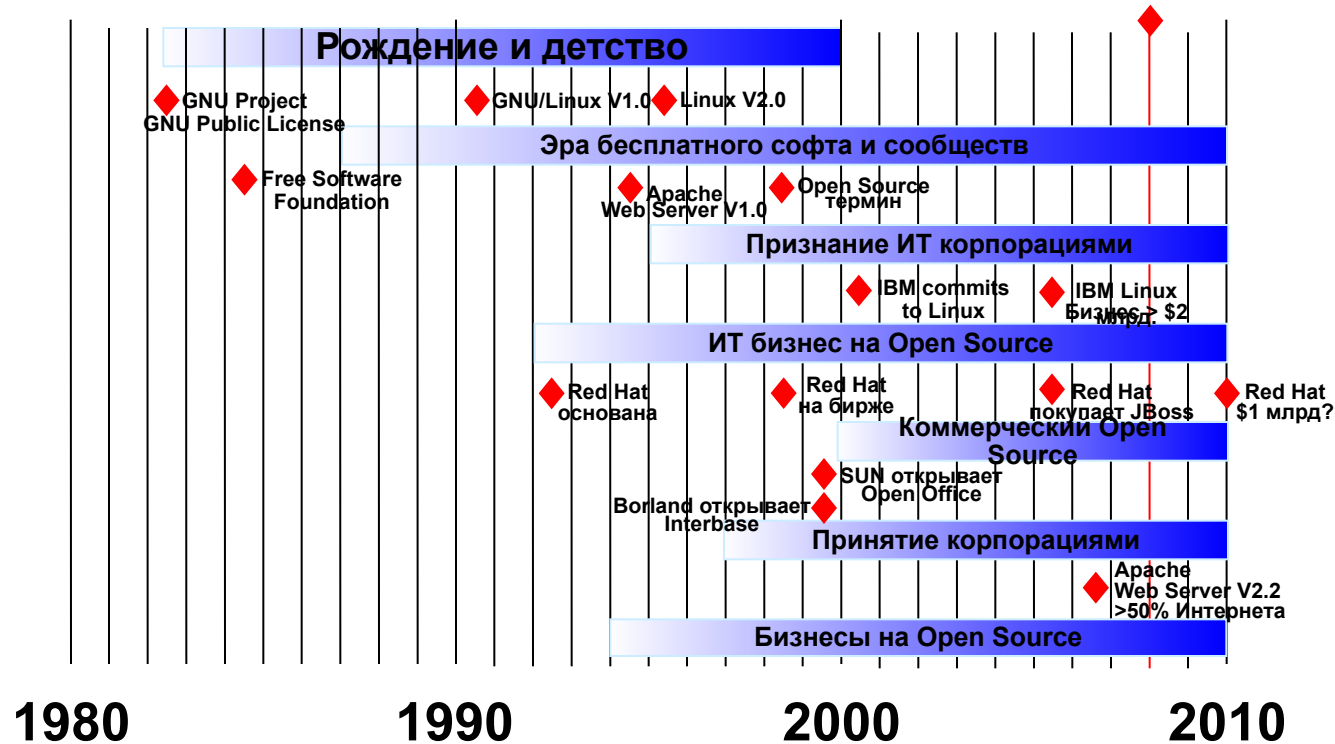 Рождение и детство
GNU Project
GNU Public License
GNU/Linux V1.0
Linux V2.0
Эра бесплатного софта и сообществ
Free Software
Foundation
Apache
Web Server V1.0
Open Source
термин
Признание ИТ корпорациями
IBM commits
to Linux
IBM Linux
Бизнес > $2
млрд.
ИТ бизнес на Open Source
Red Hat
основана
Red Hat
на бирже
Red Hat
покупает JBoss
Red Hat
$1 млрд?
Коммерческий Open
Source
SUN открывает
Open Office
Borland открывает
Interbase
Принятие корпорациями
Apache
Web Server V2.2
>50% Интернета
Бизнесы на Open Source
1980
1990
2000
2010